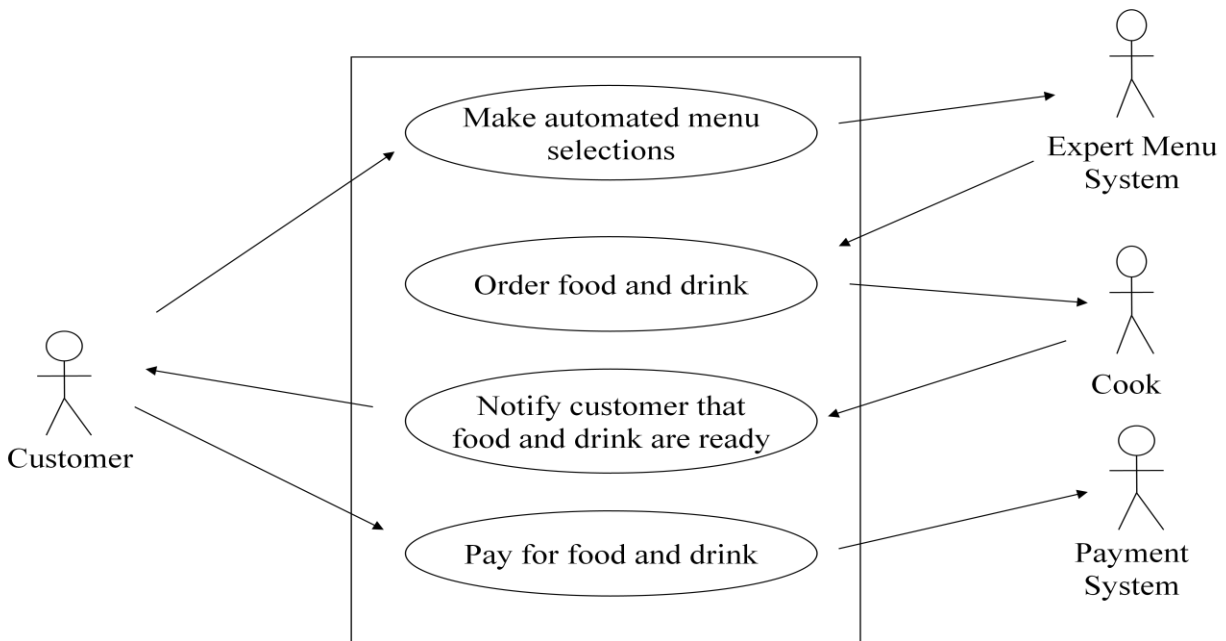 Make automated menu
selections
Expert Menu
System
Order food and drink
Cook
Notify customer that
food and drink are ready
Customer
Pay for food and drink
Payment
System